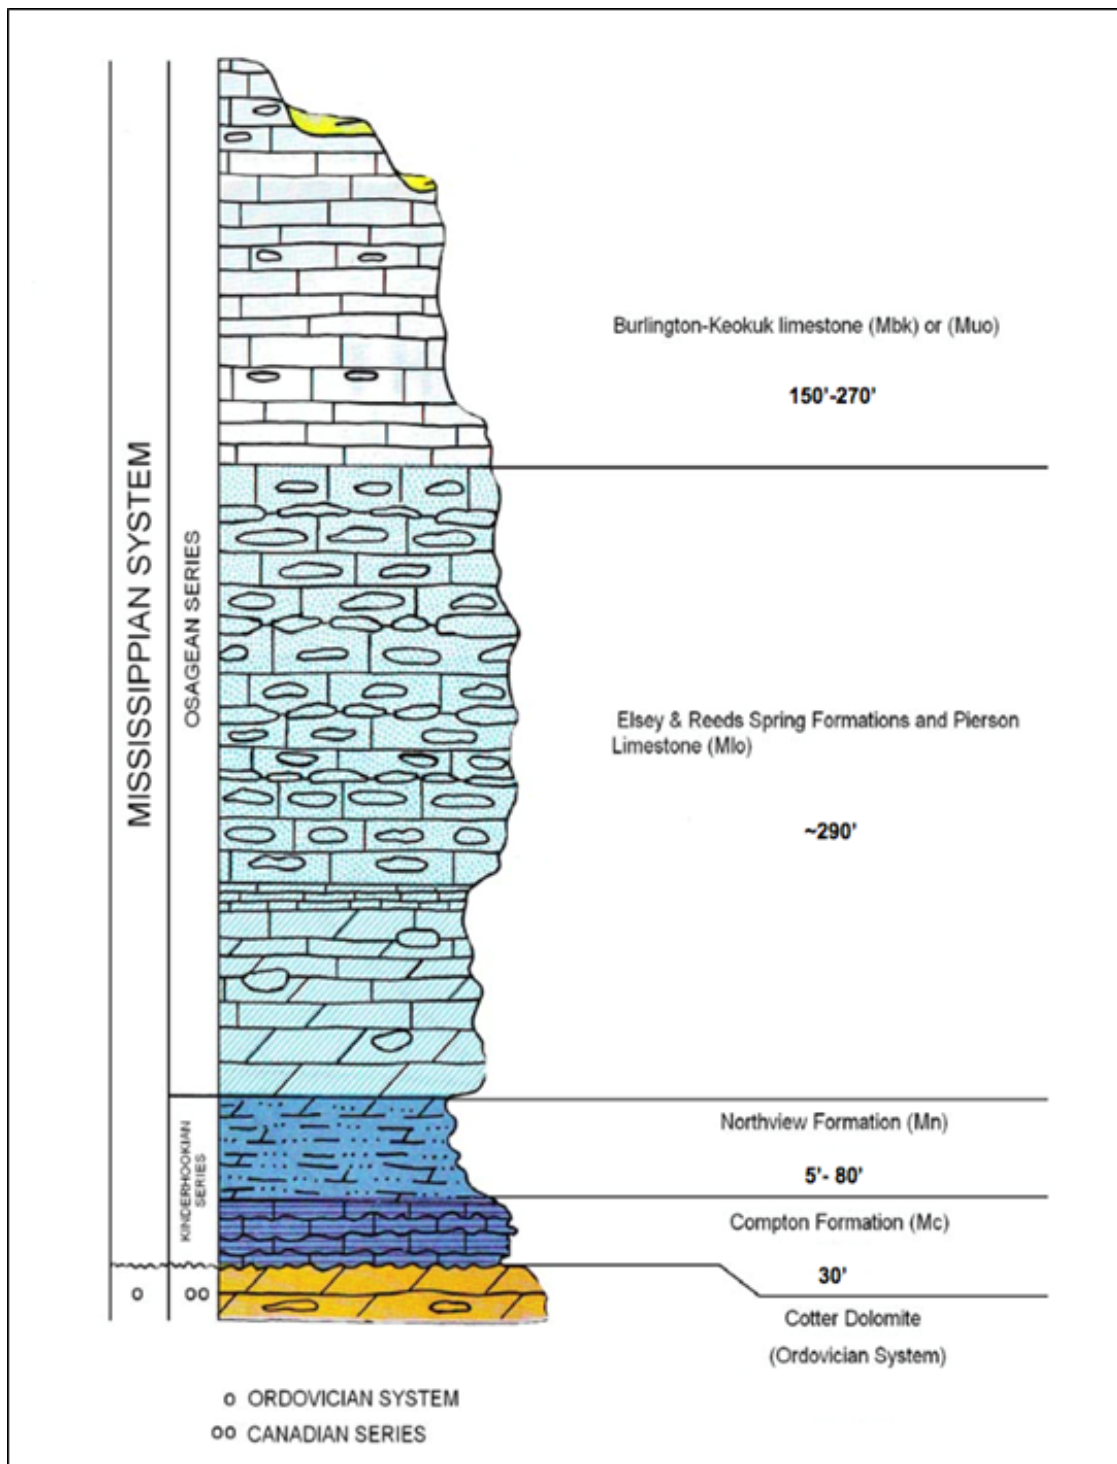 MISSISSIPPIAN SYSTEM
OSAGEAN SERIES
KINDERHOOKIAN
SERIES
O
OO
Burlington-Keokuk limestone (Mbk) or (Muo)
150'-270'
Elsey & Reeds Spring Formations and Pierson
Limestone (Mlo)
~290'
Northview Formation (Mn)
5'- 80'
Compton Formation (Mc)
30'
Cotter Dolomite
(Ordovician System)
O ORDOVICIAN SYSTEM
OO CANADIAN SERIES